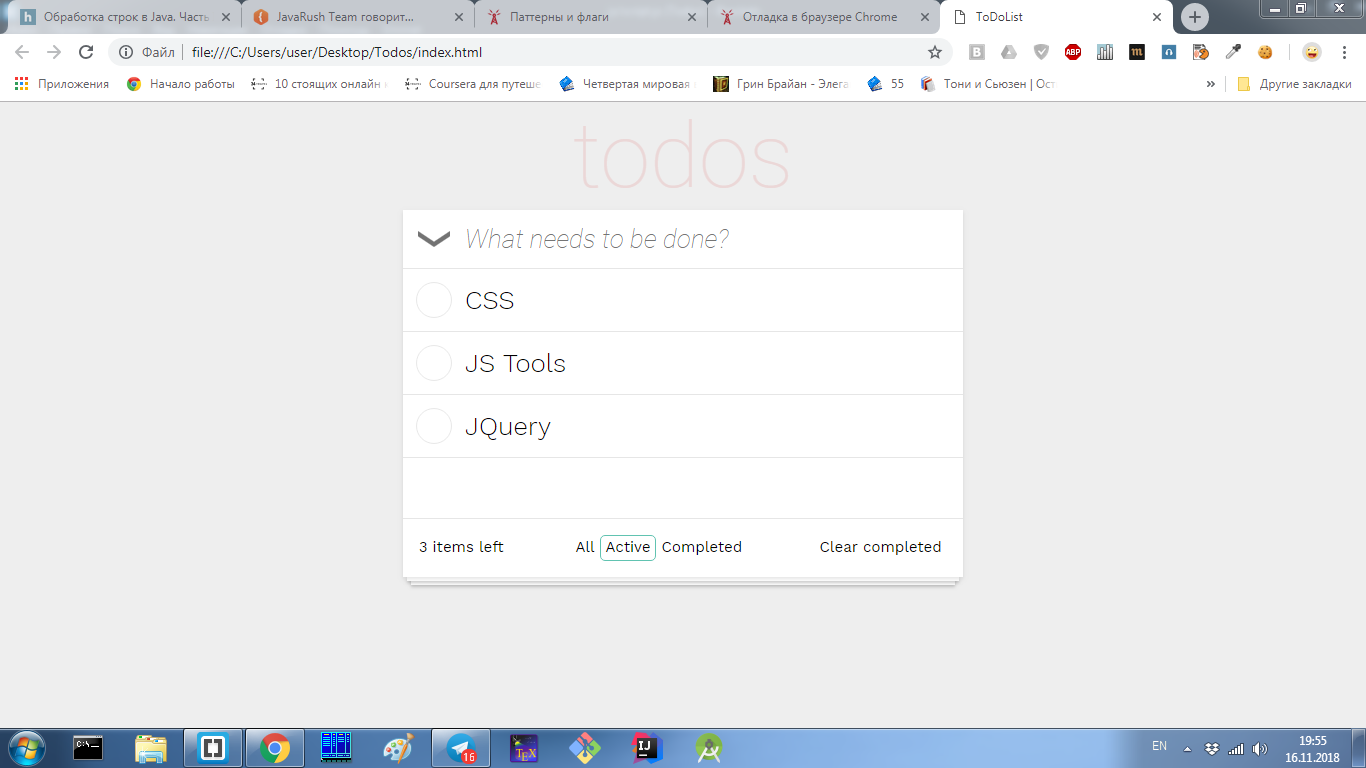 Обработка строк в Java. Часть
JavaRush Team говорит...
Паттерны и флаги
Отладка в браузере Chrome
ToDoList
Файл
file:///C:/Users/user/Desktop/Todos/index.html
ABP
Приложения
Начало работы
10 стоящих онлайн
Coursera для путеше
Четвертая мировая
Грин Брайан - Элега
55
Тони и Сьюзен | Ост
»
Другие закладки
todos
What needs to be done?
CSS
JS Tools
JQuery
3 items left
All Active Completed
Clear completed
C:\_
16
TEX
IJ
EN
19:55
16.11.2018